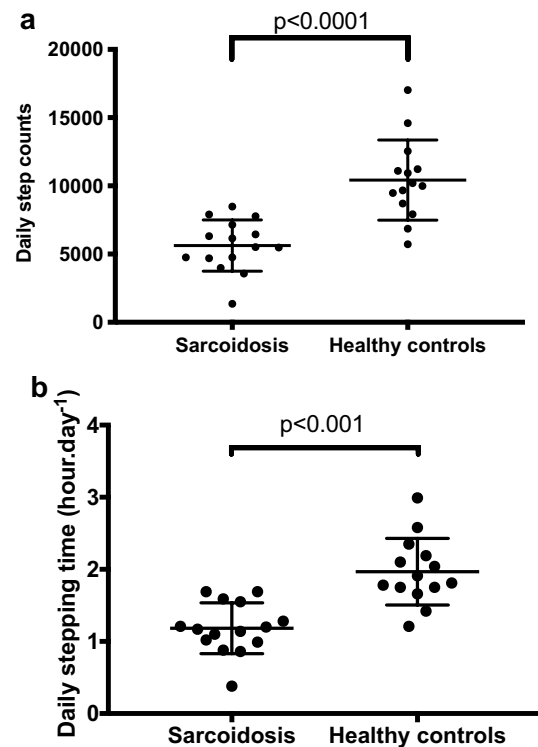 a
p<0.0001
20000
15000
10000
5000
0
Daily step counts
Sarcoidosis Healthy controls
b
p<0.001
4
3
2
1
0
Daily stepping time (hour.day⁻¹)
Sarcoidosis Healthy controls